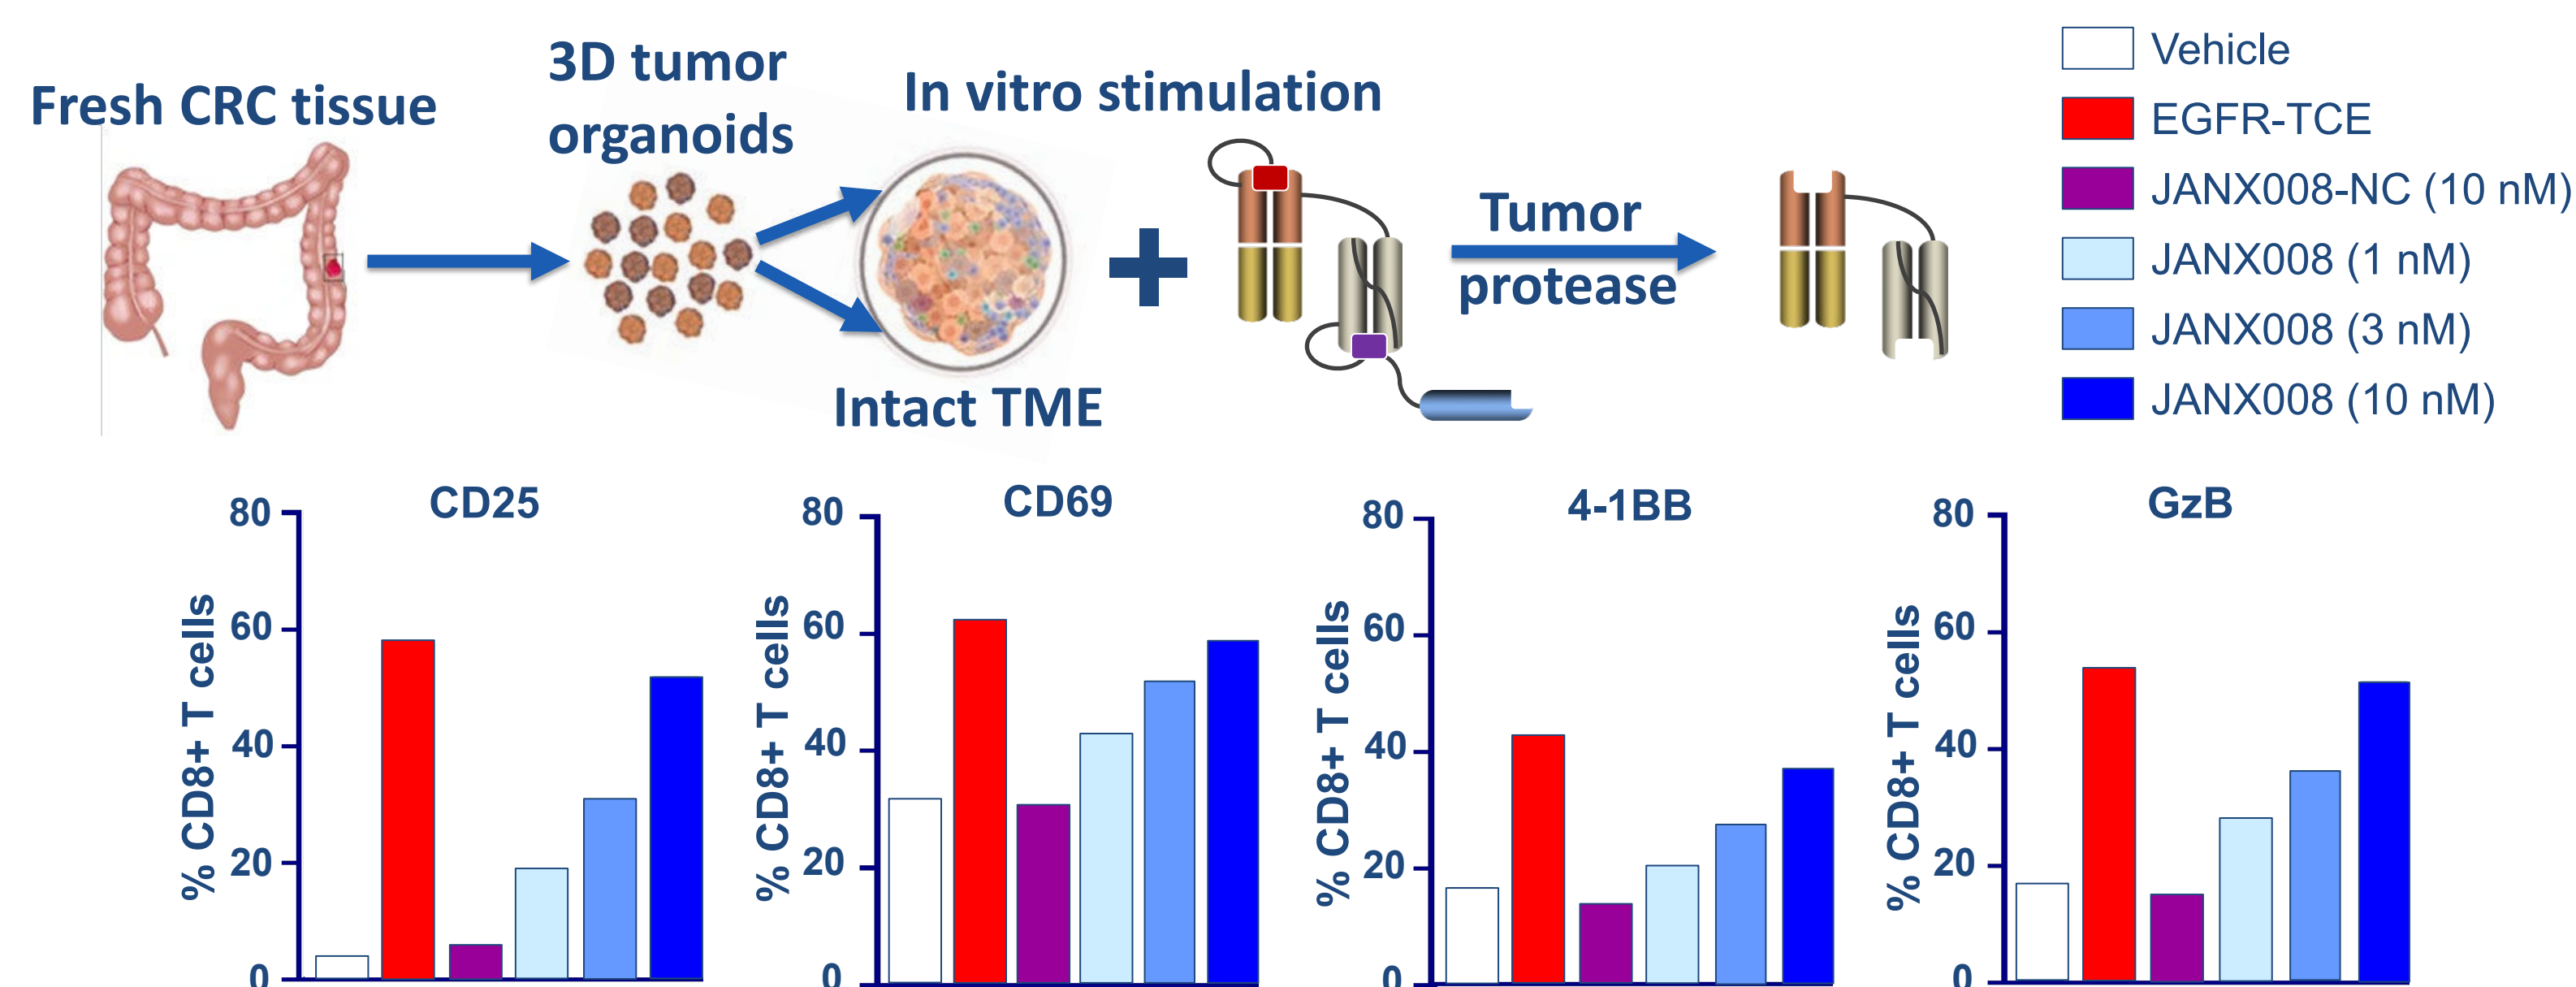 Fresh CRC tissue
3D tumor
organoids
In vitro stimulation
Intact TME
Tumor
protease
Vehicle
EGFR-TCE
JANX008-NC (10 nM)
JANX008 (1 nM)
JANX008 (3 nM)
JANX008 (10 nM)
CD25
% CD8+ T cells
80
60
40
20
0
CD69
% CD8+ T cells
80
60
40
20
0
4-1BB
% CD8+ T cells
80
60
40
20
0
GzB
% CD8+ T cells
80
60
40
20
0